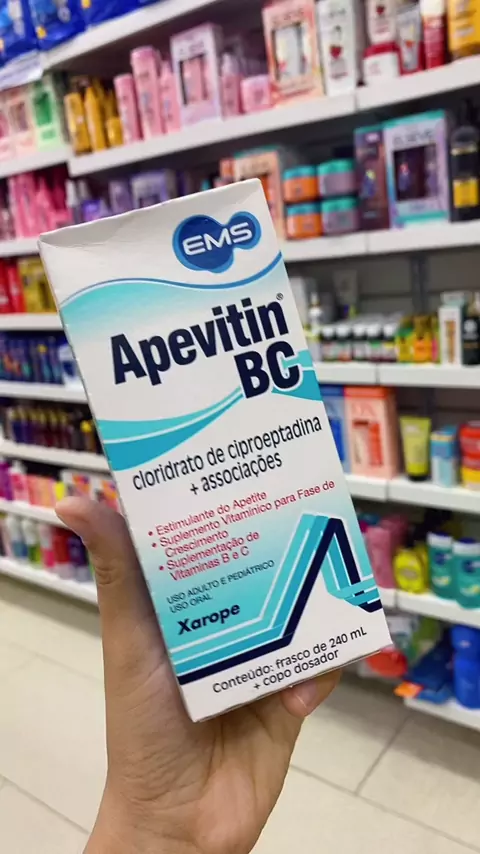 EMS
Apevitin®
BC
cloridrato de ciproeptadina
+ associações
• Estimulante do Apetite
• Suplemento Vitamínico para Fase de
Crescimento
• Suplementação de
Vitaminas B e C
USO ADULTO E PEDIÁTRICO
USO ORAL
Xarope
Conteúdo: frasco de 240 mL
+ copo dosador